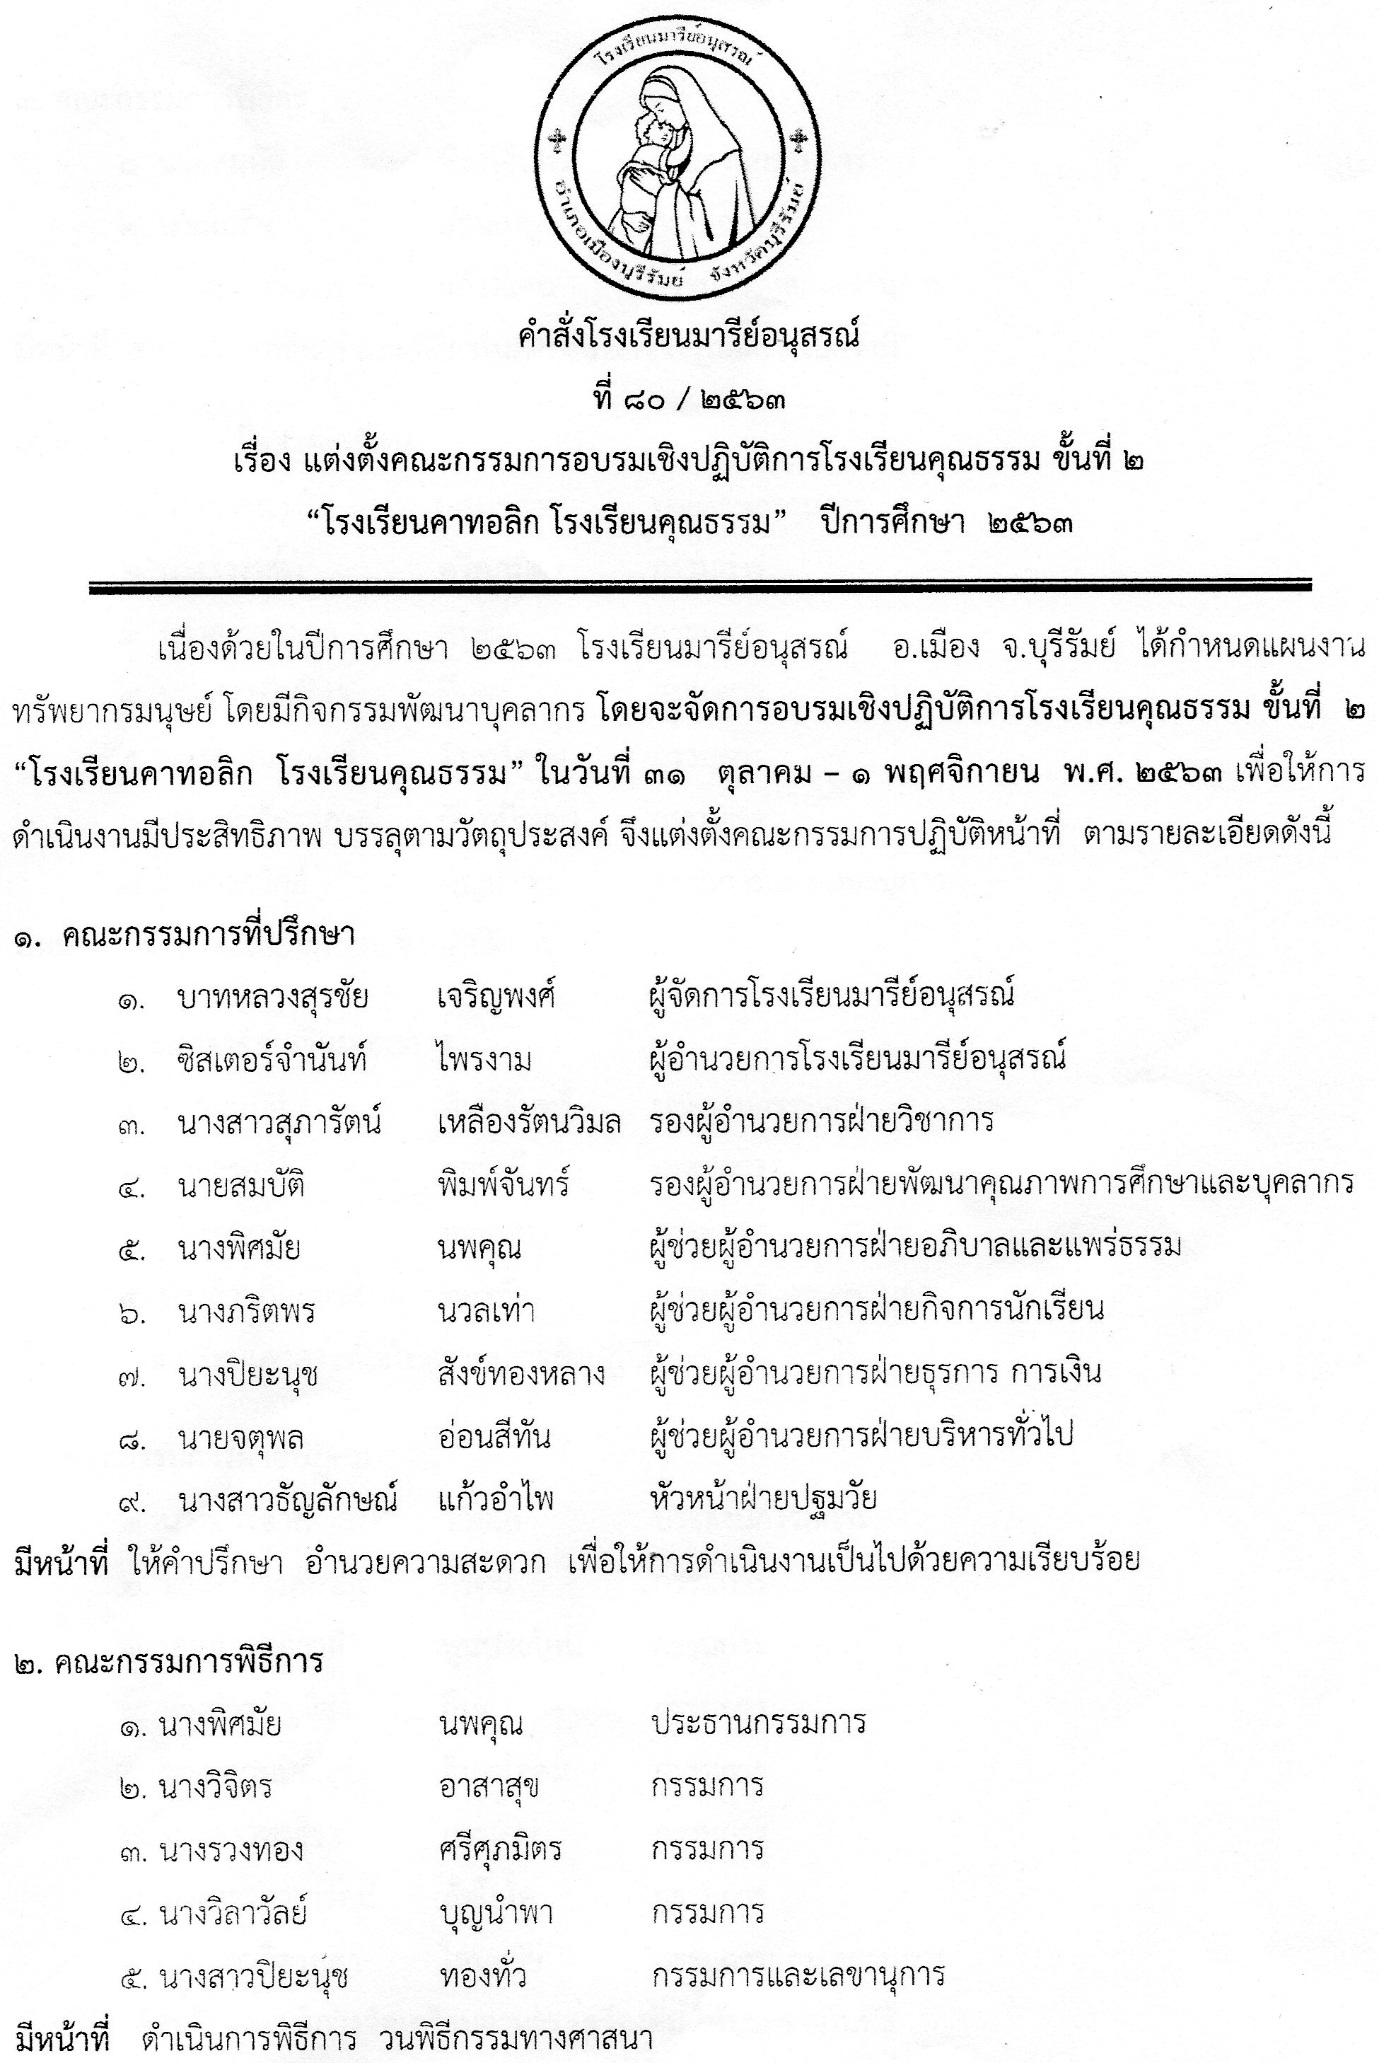 โรงเรียนมารีย์อนุสรณ์
อำเภอเมืองบุรีรัมย์ จังหวัดบุรีรัมย์
คำสั่งโรงเรียนมารีย์อนุสรณ์
ที่ ๘๐ / ๒๕๖๓
เรื่อง แต่งตั้งคณะกรรมการอบรมเชิงปฏิบัติการโรงเรียนคุณธรรม ขั้นที่ ๒
“โรงเรียนคาทอลิก โรงเรียนคุณธรรม” ปีการศึกษา ๒๕๖๓
เนื่องด้วยในปีการศึกษา ๒๕๖๓ โรงเรียนมารีย์อนุสรณ์ อ.เมือง จ.บุรีรัมย์ ได้กำหนดแผนงาน
ทรัพยากรมนุษย์ โดยมีกิจกรรมพัฒนาบุคลากร โดยจะจัดการอบรมเชิงปฏิบัติการโรงเรียนคุณธรรม ขั้นที่ ๒
“โรงเรียนคาทอลิก โรงเรียนคุณธรรม” ในวันที่ ๓๑ ตุลาคม – ๑ พฤศจิกายน พ.ศ. ๒๕๖๓ เพื่อให้การ
ดำเนินงานมีประสิทธิภาพ บรรลุตามวัตถุประสงค์ จึงแต่งตั้งคณะกรรมการปฏิบัติหน้าที่ ตามรายละเอียดดังนี้
๑. คณะกรรมการที่ปรึกษา
๑. บาทหลวงสุรชัย เจริญพงศ์ ผู้จัดการโรงเรียนมารีย์อนุสรณ์
๒. ซิสเตอร์จำนันท์ ไพรงาม ผู้อำนวยการโรงเรียนมารีย์อนุสรณ์
๓. นางสาวสุภารัตน์ เหลืองรัตนวิมล รองผู้อำนวยการฝ่ายวิชาการ
๔. นายสมบัติ พิมพ์จันทร์ รองผู้อำนวยการฝ่ายพัฒนาคุณภาพการศึกษาและบุคลากร
๕. นางพิศมัย นพคุณ ผู้ช่วยผู้อำนวยการฝ่ายอภิบาลและแพร่ธรรม
๖. นางภริตพร นวลเท่า ผู้ช่วยผู้อำนวยการฝ่ายกิจการนักเรียน
๗. นางปิยะนุช สังข์ทองหลาง ผู้ช่วยผู้อำนวยการฝ่ายธุรการ การเงิน
๘. นายจตุพล อ่อนสีทัน ผู้ช่วยผู้อำนวยการฝ่ายบริหารทั่วไป
๙. นางสาวธัญลักษณ์ แก้วอำไพ หัวหน้าฝ่ายปฐมวัย
มีหน้าที่ ให้คำปรึกษา อำนวยความสะดวก เพื่อให้การดำเนินงานเป็นไปด้วยความเรียบร้อย
๒. คณะกรรมการพิธีการ
๑. นางพิศมัย นพคุณ ประธานกรรมการ
๒. นางวิจิตร อาสาสุข กรรมการ
๓. นางรวงทอง ศรีศุภมิตร กรรมการ
๔. นางวิลาวัลย์ บุญนำพา กรรมการ
๕. นางสาวปิยะนุช ทองทั่ว กรรมการและเลขานุการ
มีหน้าที่ ดำเนินการพิธีการ วนพิธีกรรมทางศาสนา